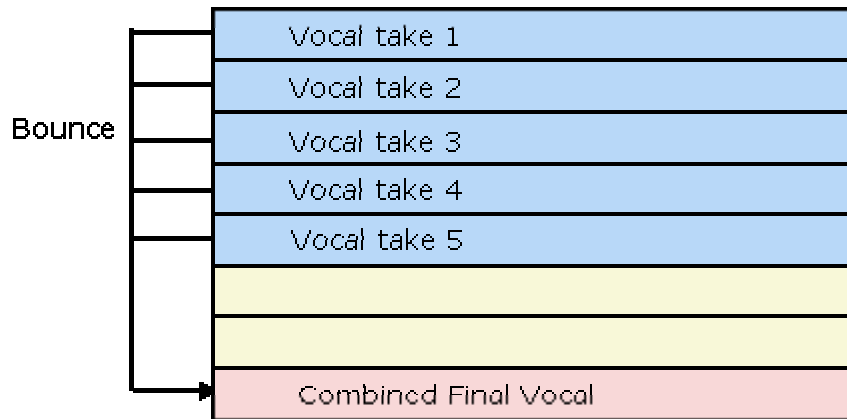 Vocal take 1
Vocal take 2
Bounce
Vocal take 3
Vocal take 4
Vocal take 5
Combined Final Vocal